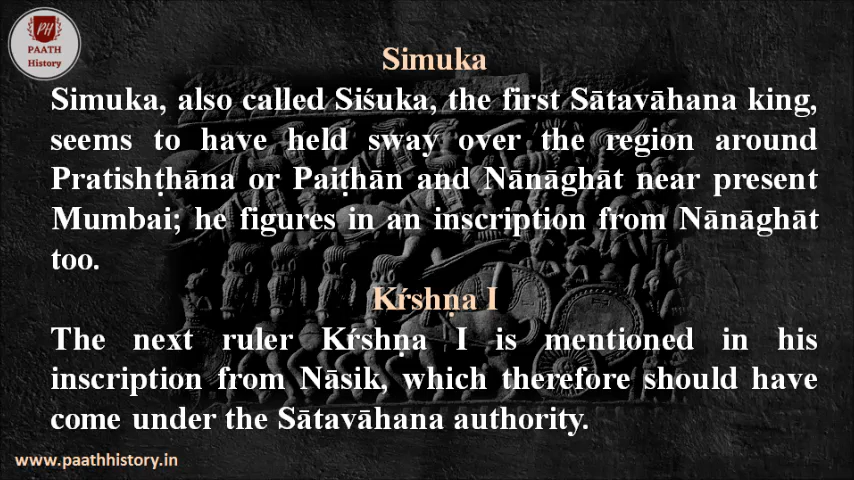 PH
PAATH
History
Simuka
Simuka, also called Siśuka, the first Sātavāhana king,
seems to have held sway over the region around
Pratishṭhāna or Paiṭhān and Nānāghāt near present
Mumbai; he figures in an inscription from Nānāghāt
too.
Kŕshṇa I
The next ruler Kŕshṇa I is mentioned in his
inscription from Nāsik, which therefore should have
come under the Sātavāhana authority.
www.paathhistory.in